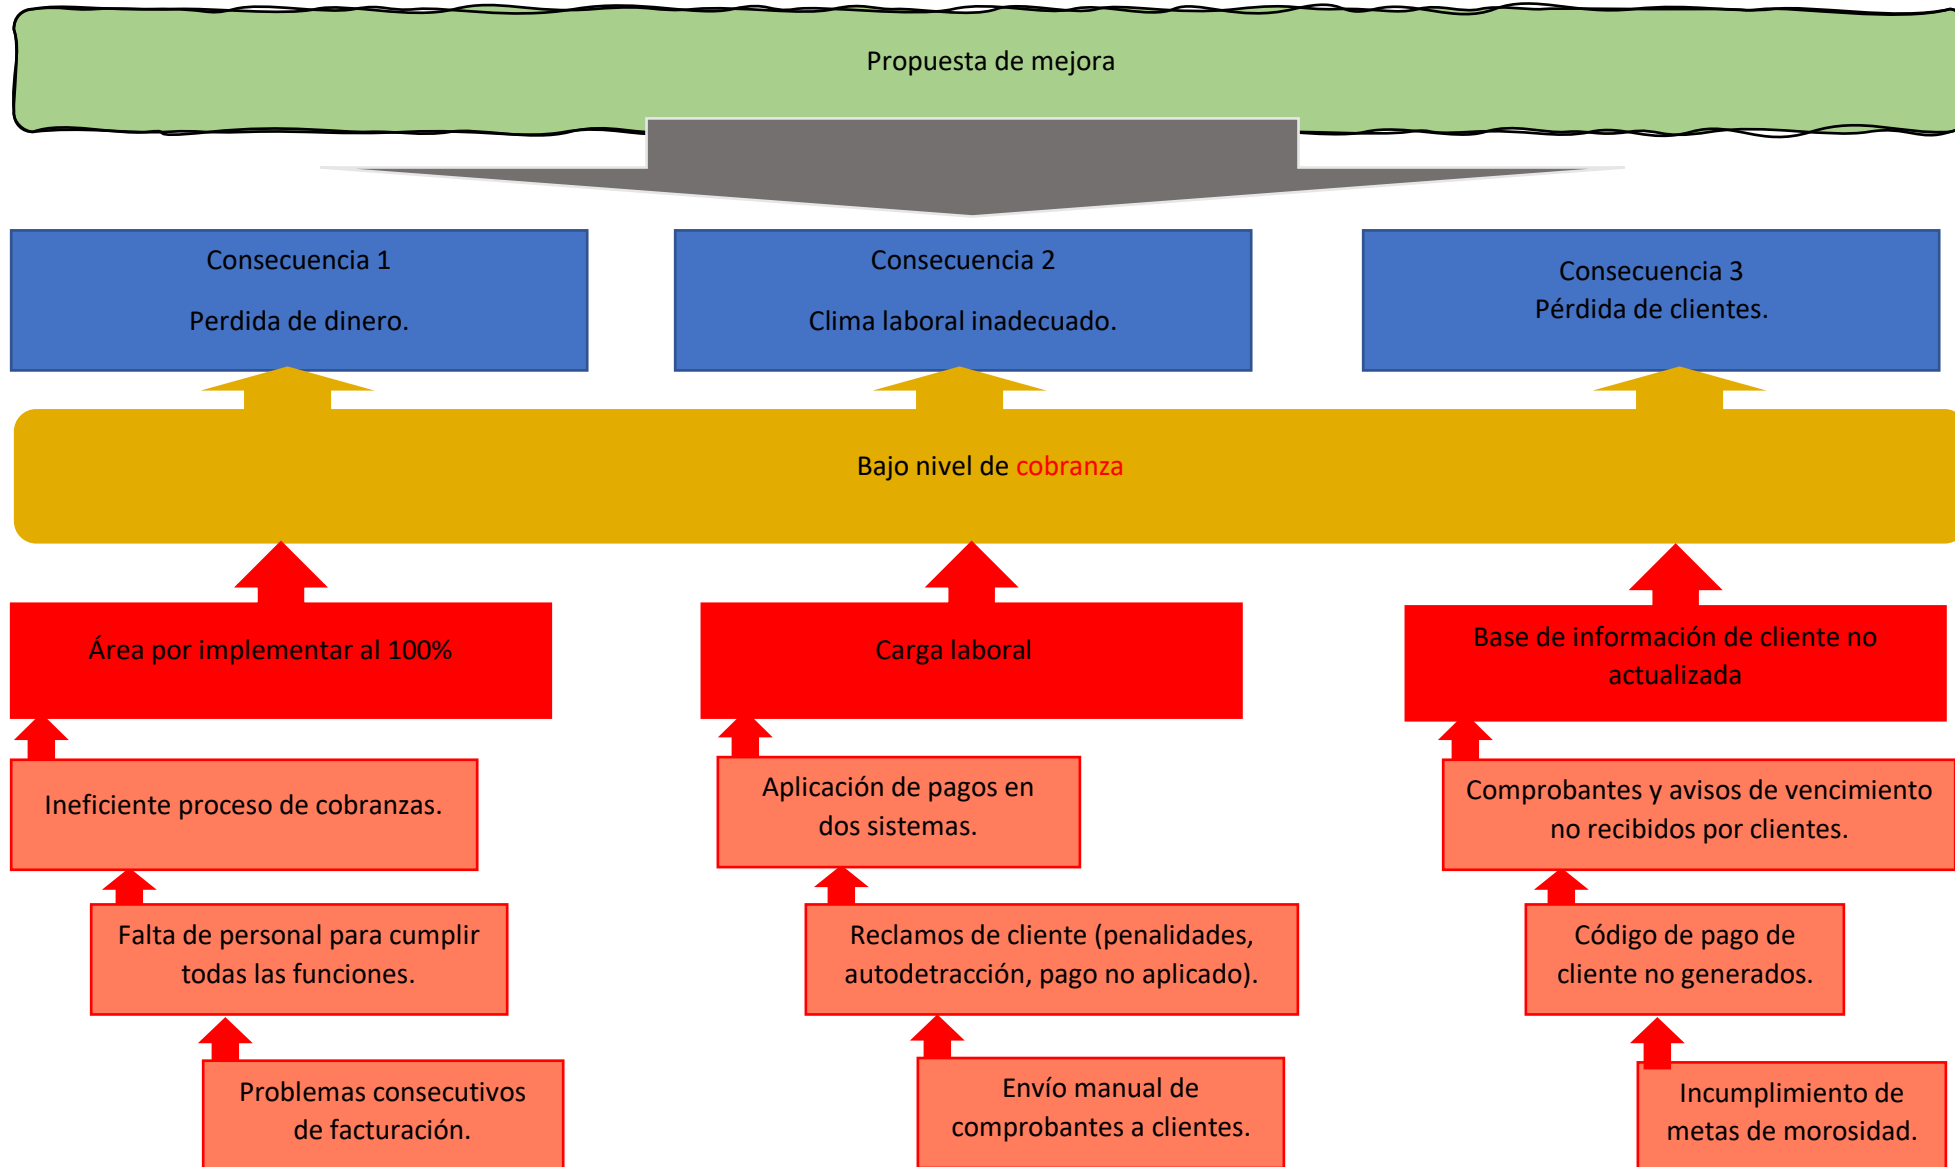 Propuesta de mejora
Consecuencia 1
Perdida de dinero.
Consecuencia 2
Clima laboral inadecuado.
Consecuencia 3
Pérdida de clientes.
Bajo nivel de cobranza
Área por implementar al 100%
Carga laboral
Base de información de cliente no
actualizada
Ineficiente proceso de cobranzas.
Aplicación de pagos en
dos sistemas.
Comprobantes y avisos de vencimiento
no recibidos por clientes.
Falta de personal para cumplir
todas las funciones.
Reclamos de cliente (penalidades,
autodetracción, pago no aplicado).
Código de pago de
cliente no generados.
Problemas consecutivos
de facturación.
Envío manual de
comprobantes a clientes.
Incumplimiento de
metas de morosidad.